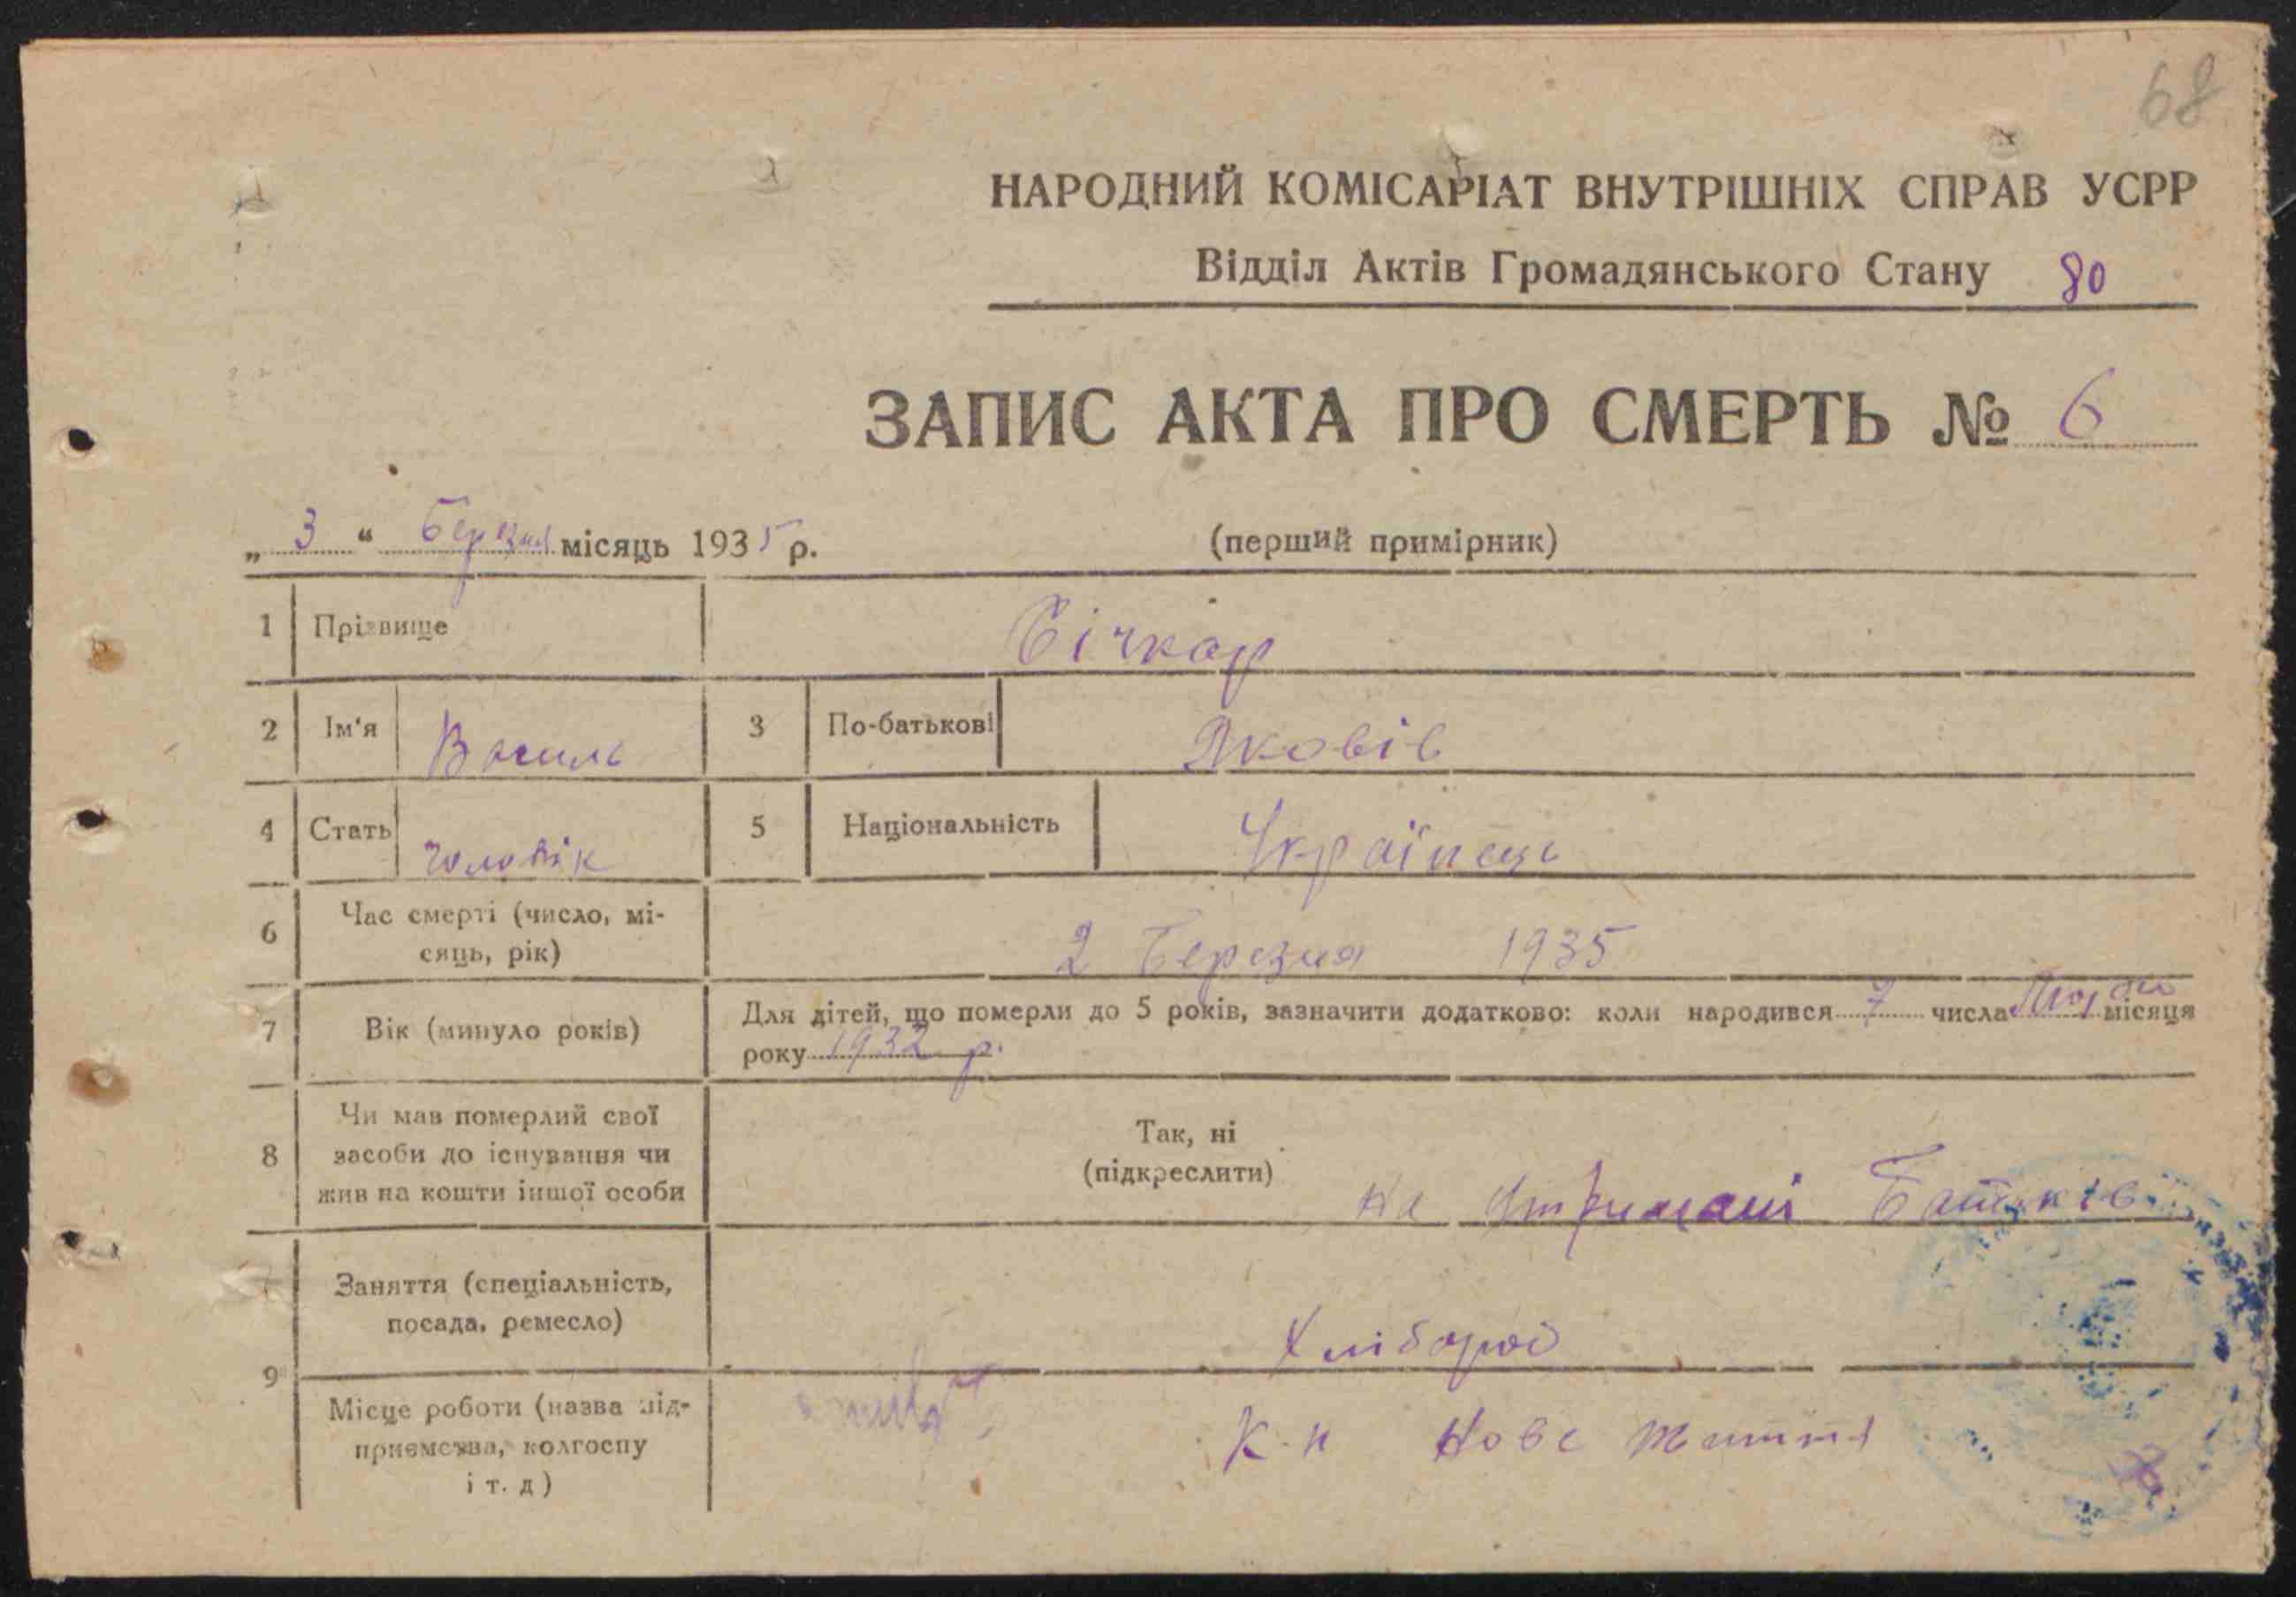 68
НАРОДНИЙ КОМІСАРІАТ ВНУТРІШНІХ СПРАВ УСРР
Відділ Актів Громадянського Стану 80
ЗАПИС АКТА ПРО СМЕРТЬ № 6
„ 3 “ Березня місяць 1935 р. (перший примірник)
1 Прізвище Січкар
2 Ім'я Василь 3 По-батькові Яковів
4 Стать чоловік 5 Національність Українець
6 Час смерті (число, мі-
сяць, рік) 2 Березня 1935
7 Вік (минуло років) Для дітей, що померли до 5 років, зазначити додатково: коли народився 7 числа місяця
року 1932 р.
8 Чи мав померлий свої
засоби до існування чи
жив на кошти іншої особи
Так, ні
(підкреслити) на утримані Батьків
9 Заняття (спеціальність,
посада, ремесло) Хлібороб
Місце роботи (назва під-
приємства, колгоспу
і т. д) К-п Нове життя